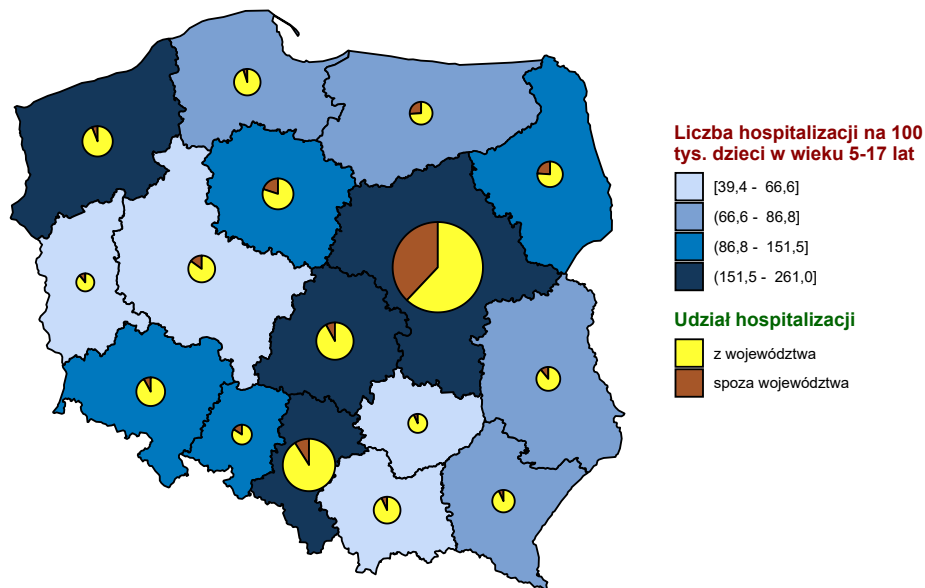 Liczba hospitalizacji na 100
tys. dzieci w wieku 5-17 lat
[39,4 - 66,6]
(66,6 - 86,8]
(86,8 - 151,5]
(151,5 - 261,0]
Udział hospitalizacji
z województwa
spoza województwa